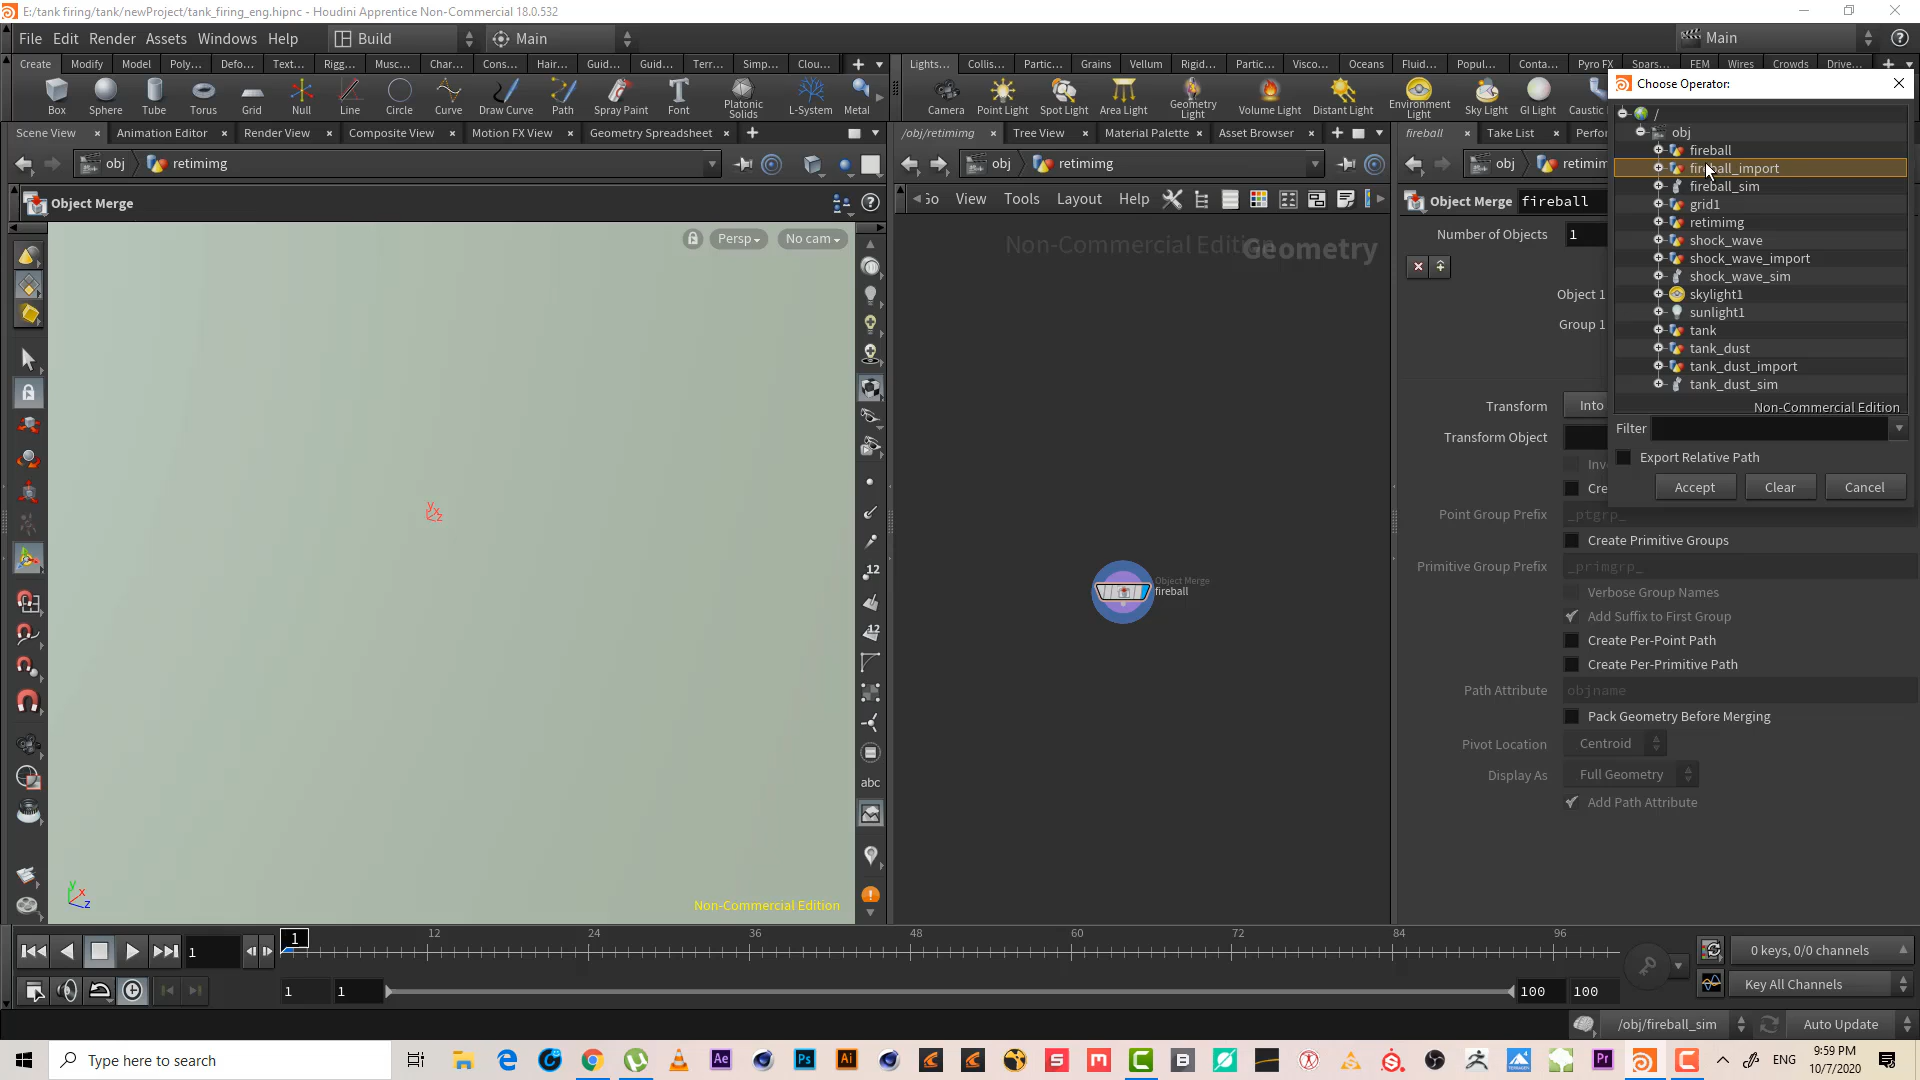 E:/tank firing/tank/newProject/tank_firing_eng.hipnc - Houdini Apprentice Non-Commercial 18.0.532
File Edit Render Assets Windows Help Build Main Main
Create Modify Model Poly... Defo... Text... Rigg... Musc... Char... Cons... Hair... Guid... Guid... Terr... Simp... Clou... Lights... Collis... Partic... Grains Vellum Rigid... Partic... Visco... Oceans Fluid... Popul... Conta... Pyro FX Spars... FEM Wires Crowds Drive...
Box Sphere Tube Torus Grid Null Line Circle Curve Draw Curve Path Spray Paint Font Platonic Solids L-System Metal Camera Point Light Spot Light Area Light Geometry Light Volume Light Distant Light Environment Light Sky Light GI Light Caustic
Choose Operator:
Scene View Animation Editor Render View Composite View Motion FX View Geometry Spreadsheet /obj/retimimg Tree View Material Palette Asset Browser fireball Take List Perfor
obj retimimg obj retimimg obj retimim
Object Merge
View Tools Layout Help
Object Merge fireball
Persp No cam
Non-Commercial Edition Geometry
Number of Objects 1
Object 1
Group 1
Transform Into
Transform Object
Inv
Cre
Point Group Prefix _ptgrp_
Create Primitive Groups
Primitive Group Prefix _primgrp_
Verbose Group Names
Add Suffix to First Group
Create Per-Point Path
Create Per-Primitive Path
Path Attribute objname
Pack Geometry Before Merging
Pivot Location Centroid
Display As Full Geometry
Add Path Attribute
/
obj
fireball
fireball_import
fireball_sim
grid1
retimimg
shock_wave
shock_wave_import
shock_wave_sim
skylight1
sunlight1
tank
tank_dust
tank_dust_import
tank_dust_sim
Non-Commercial Edition
Filter
Export Relative Path
Accept Clear Cancel
Object Merge
fireball
y x z
12
12
abc
y x z
Non-Commercial Edition
1 1 12 24 36 48 60 72 84 96 0 keys, 0/0 channels
1 1 100 100 Key All Channels
/obj/fireball_sim Auto Update
Type here to search
ENG 9:59 PM
10/7/2020